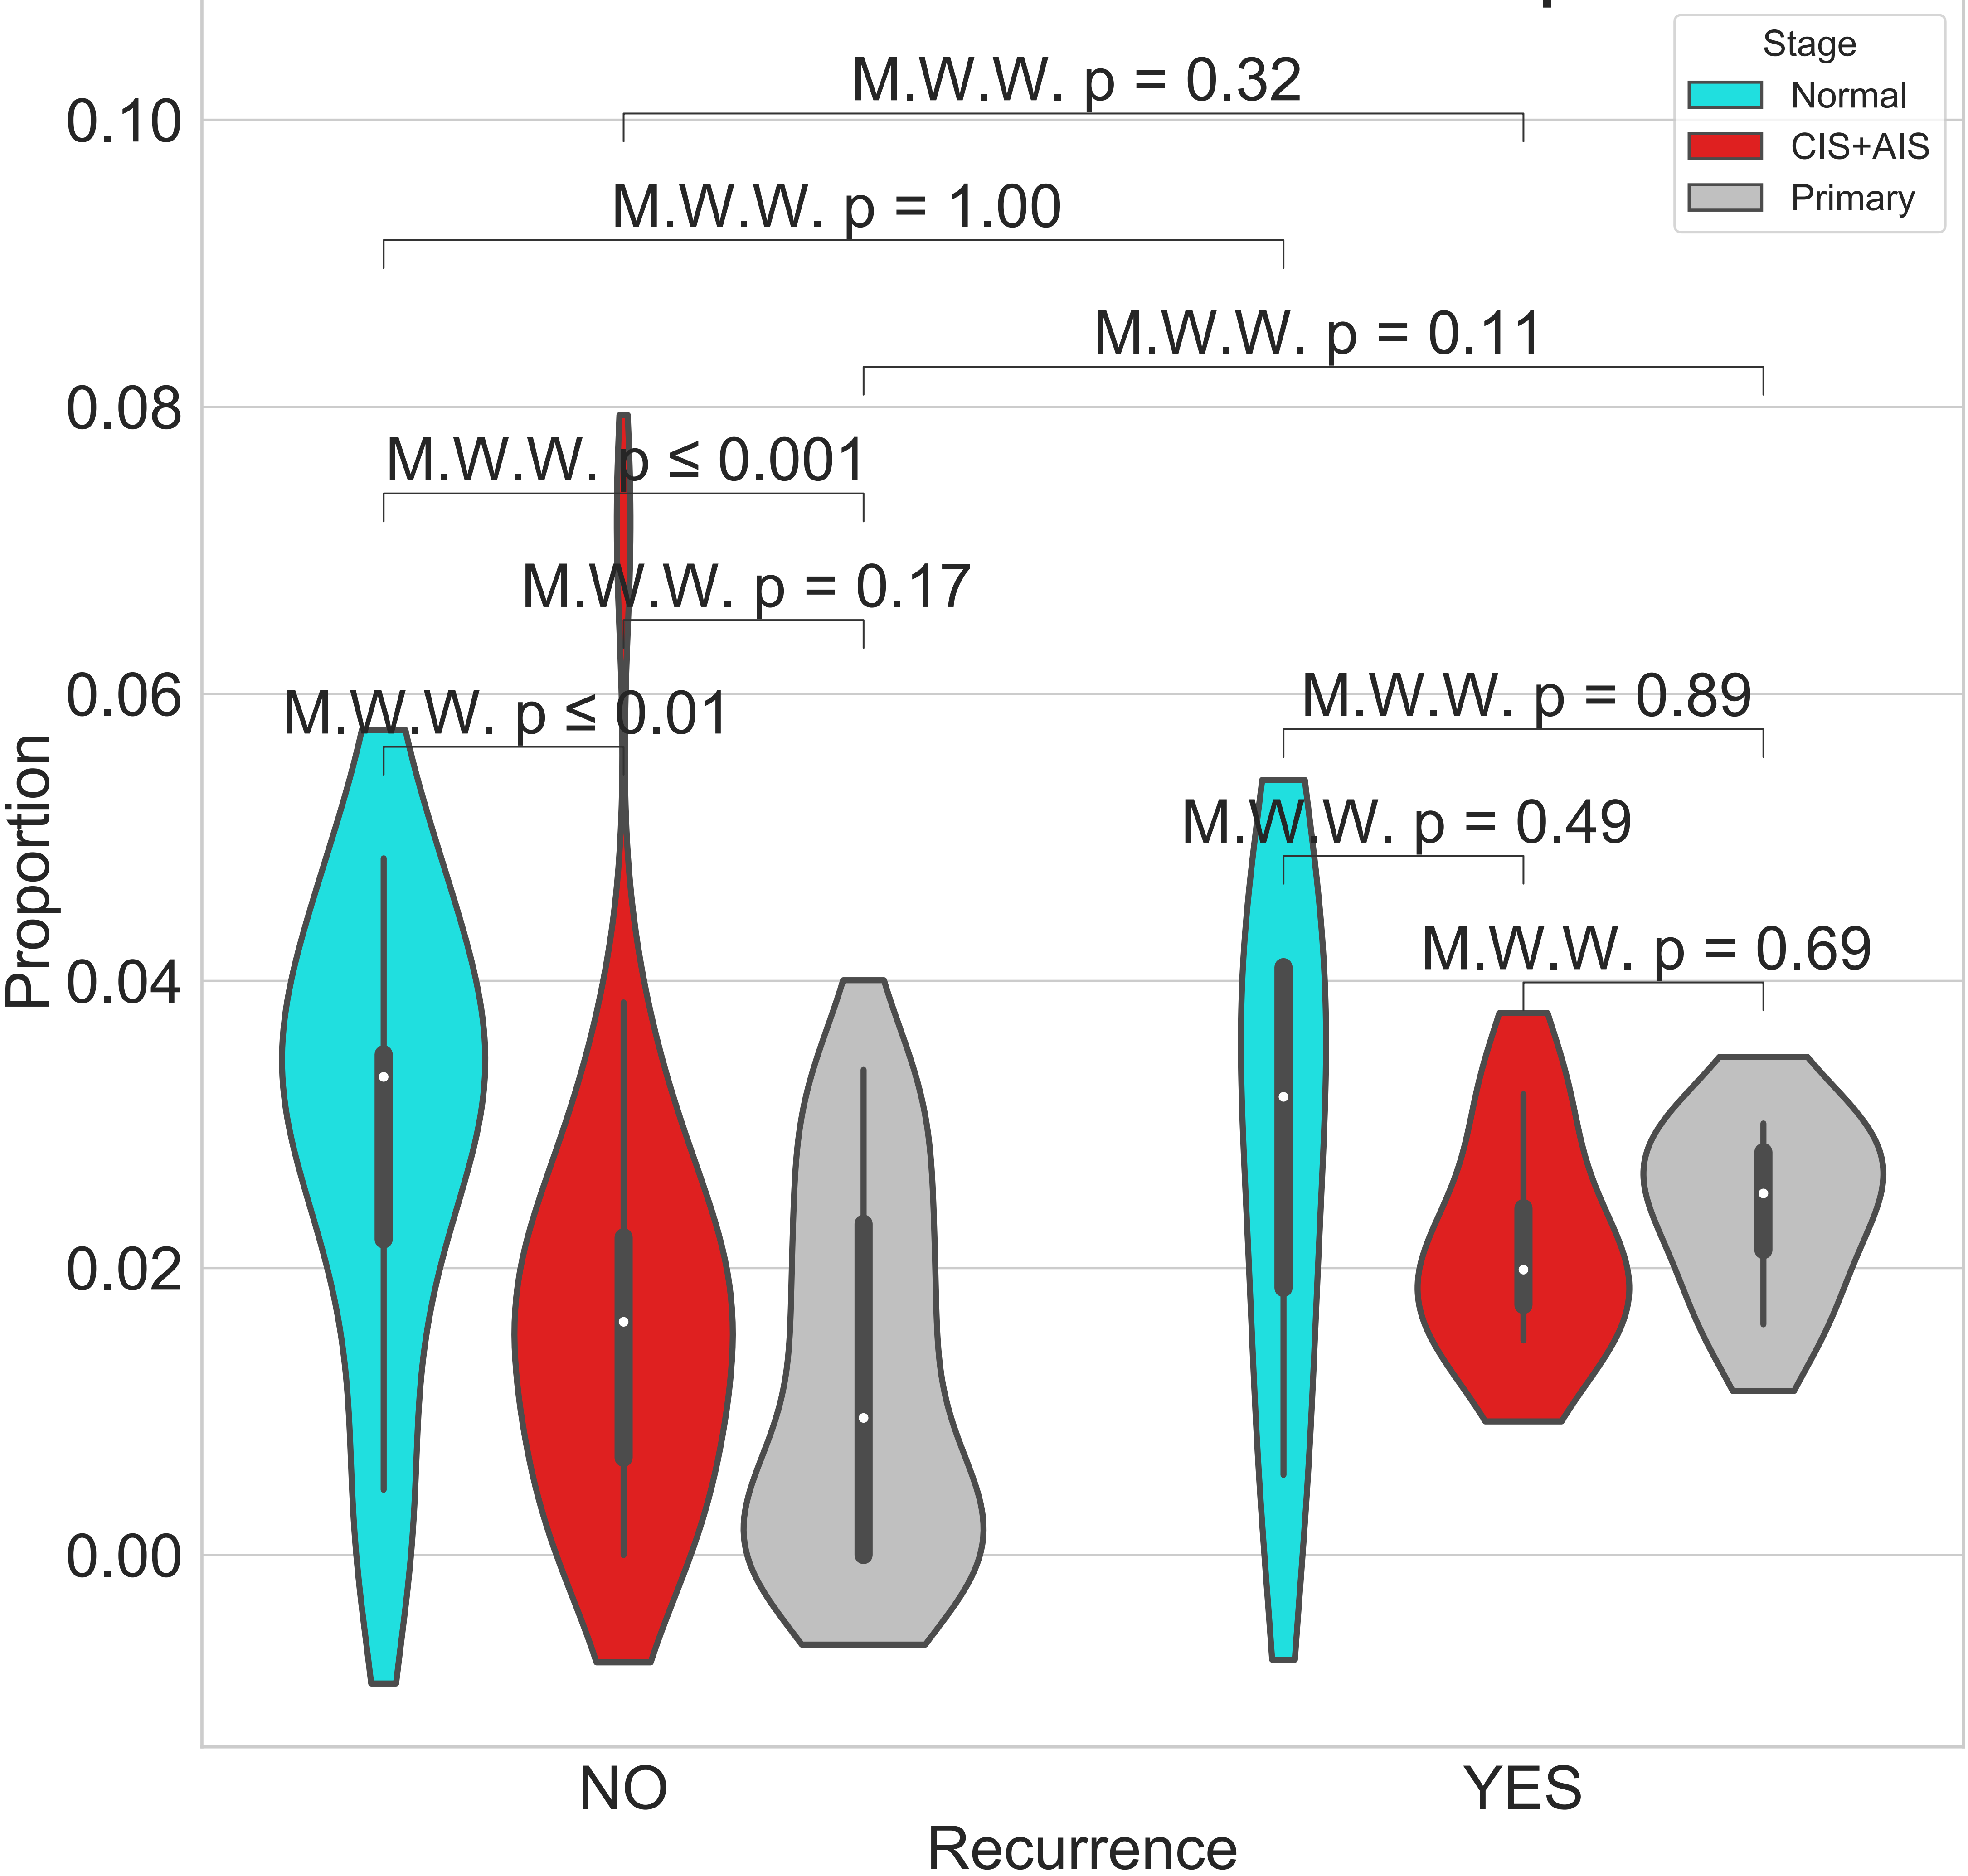 Stage
Normal
CIS+AIS
Primary
M.W.W. p = 0.32
M.W.W. p = 1.00
M.W.W. p = 0.11
M.W.W. p ≤ 0.001
M.W.W. p = 0.17
M.W.W. p ≤ 0.01
M.W.W. p = 0.89
M.W.W. p = 0.49
M.W.W. p = 0.69
0.10
0.08
0.06
0.04
0.02
0.00
Proportion
NO
YES
Recurrence